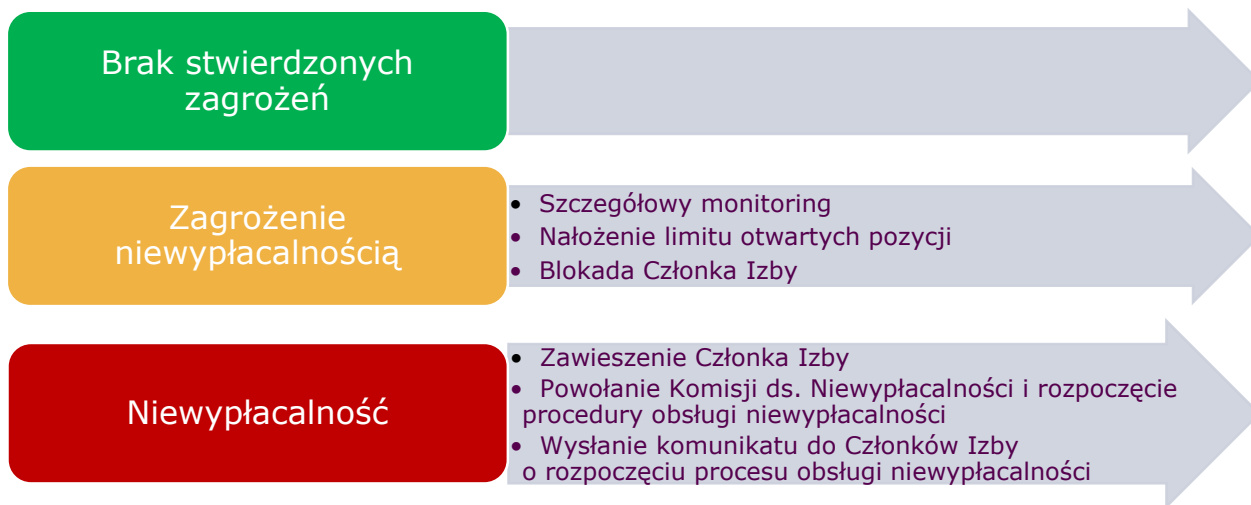 Brak stwierdzonych
zagrożeń
Zagrożenie
niewypłacalnością
• Szczegółowy monitoring
• Nałożenie limitu otwartych pozycji
• Blokada Członka Izby
Niewypłacalność
• Zawieszenie Członka Izby
• Powołanie Komisji ds. Niewypłacalności i rozpoczęcie
procedury obsługi niewypłacalności
• Wysłanie komunikatu do Członków Izby
o rozpoczęciu procesu obsługi niewypłacalności